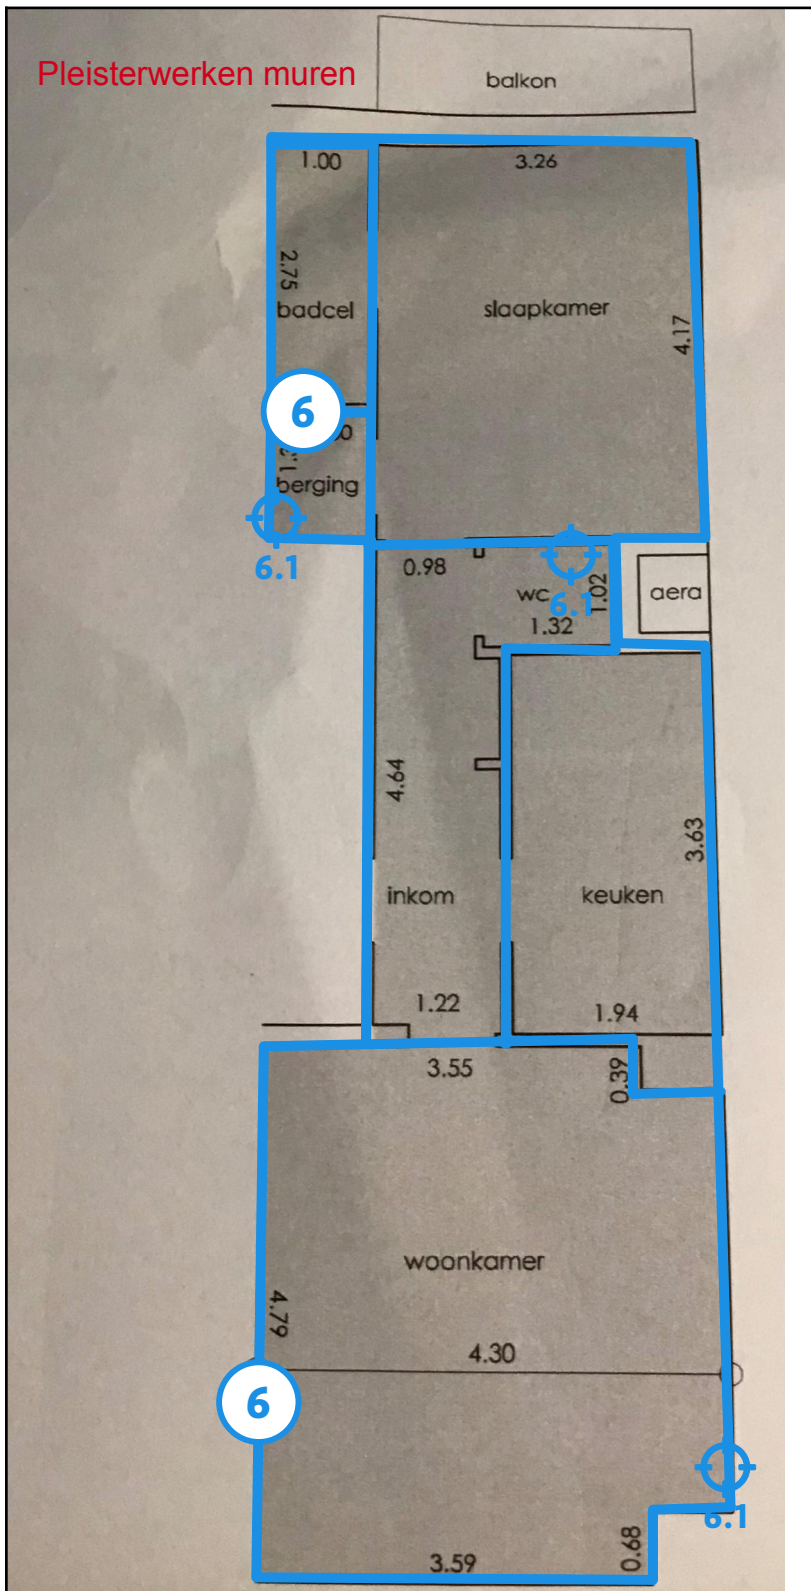 Pleisterwerken muren
balkon
1.00
3.26
2.75
badcel
slaapkamer
4.17
6
berging
6.1
0.98
wc
6.1
1.02
aera
1.32
4.64
3.63
inkom
keuken
1.22
1.94
3.55
0.39
woonkamer
4.79
4.30
6
6.1
0.68
3.59